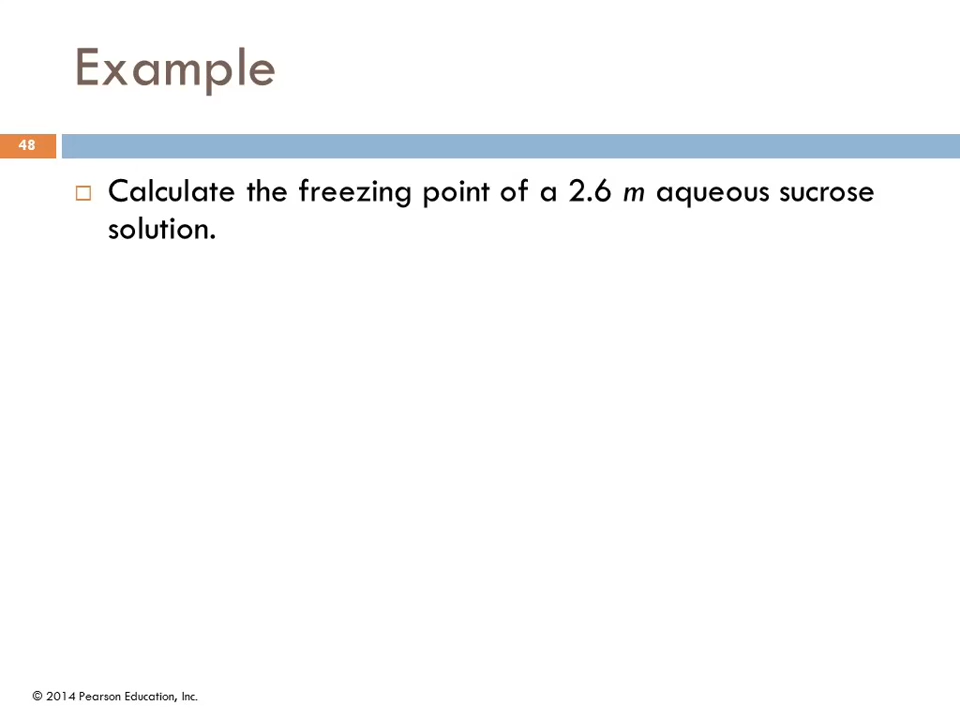 Example
48
Calculate the freezing point of a 2.6 m aqueous sucrose
solution.
© 2014 Pearson Education, Inc.